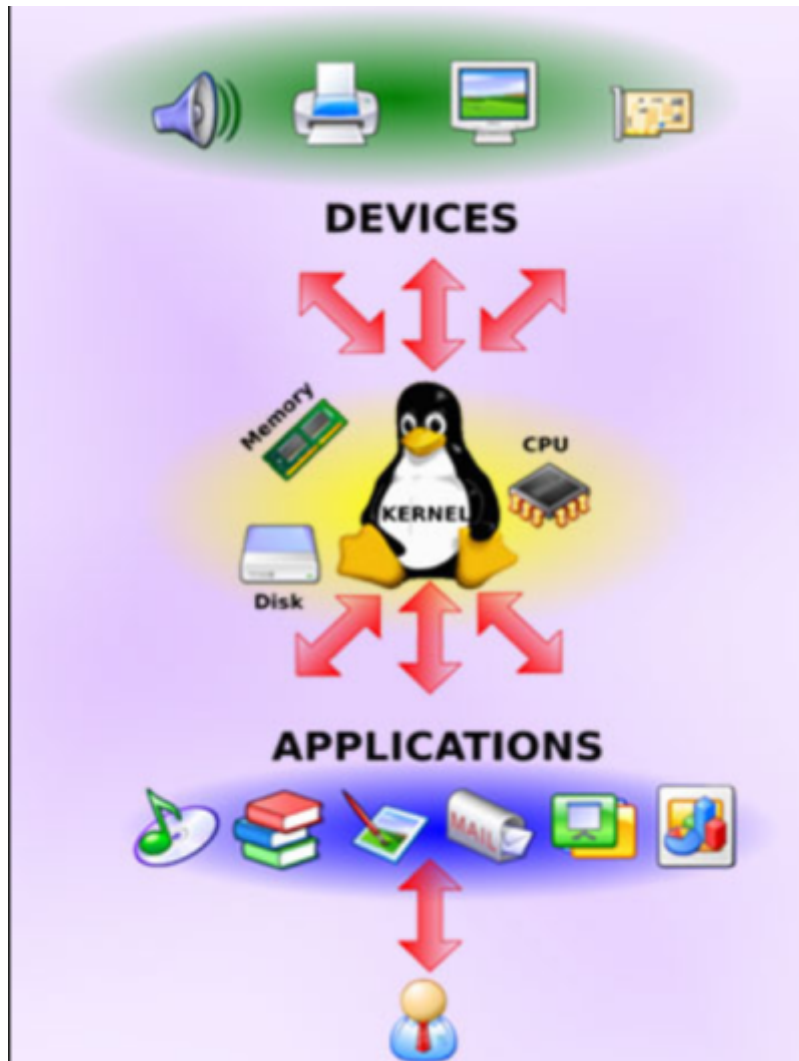 DEVICES
Memory
CPU
KERNEL
Disk
APPLICATIONS
MAIL